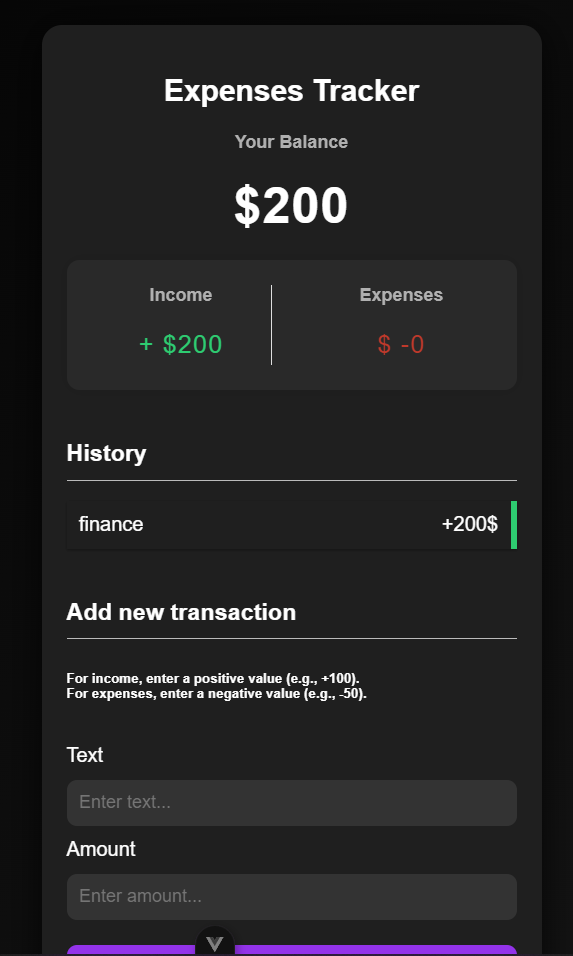 Expenses Tracker
Your Balance
$200
Income
Expenses
+ $200
$ -0
History
finance
+200$
Add new transaction
For income, enter a positive value (e.g., +100).
For expenses, enter a negative value (e.g., -50).
Text
Enter text...
Amount
Enter amount...